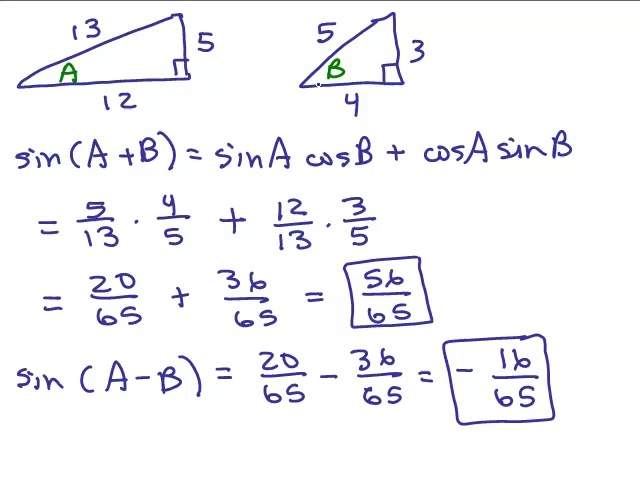 13 5 A 12
5 3 B 4
sin(A+B) = sinA cosB + cosA sinB
= 5/13 · 4/5 + 12/13 · 3/5
= 20/65 + 36/65 = 56/65
sin(A-B) = 20/65 - 36/65 = - 16/65